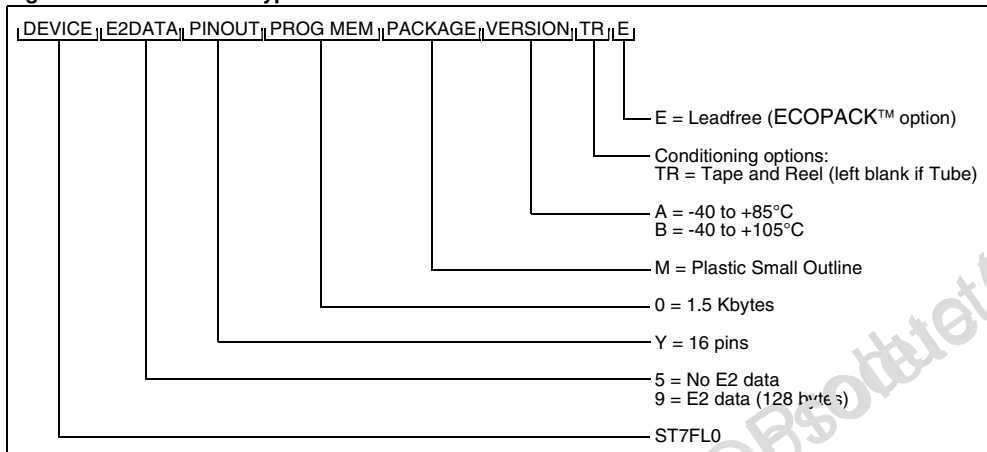 DEVICE E2DATA PINOUT PROG MEM PACKAGE VERSION TR E
E = Leadfree (ECOPACK™ option)
Conditioning options:
TR = Tape and Reel (left blank if Tube)
A = -40 to +85°C
B = -40 to +105°C
M = Plastic Small Outline
0 = 1.5 Kbytes
Y = 16 pins
5 = No E2 data
9 = E2 data (128 bytes)
ST7FL0